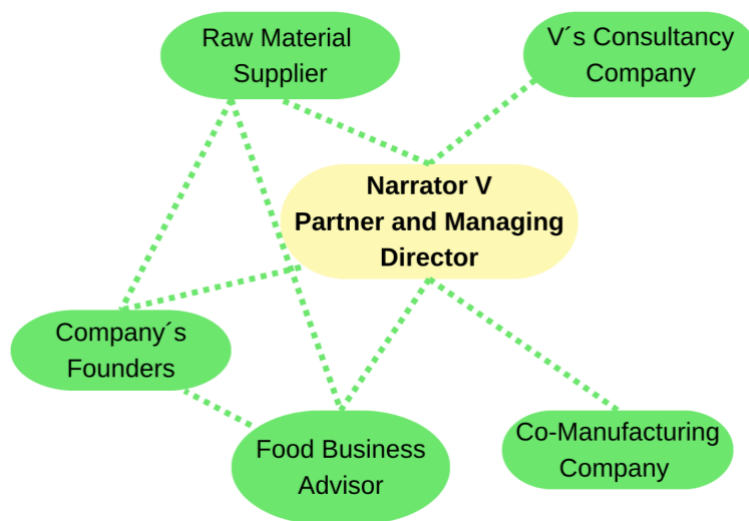 Raw Material
Supplier
V´s Consultancy
Company
Narrator V
Partner and Managing
Director
Company´s
Founders
Food Business
Advisor
Co-Manufacturing
Company